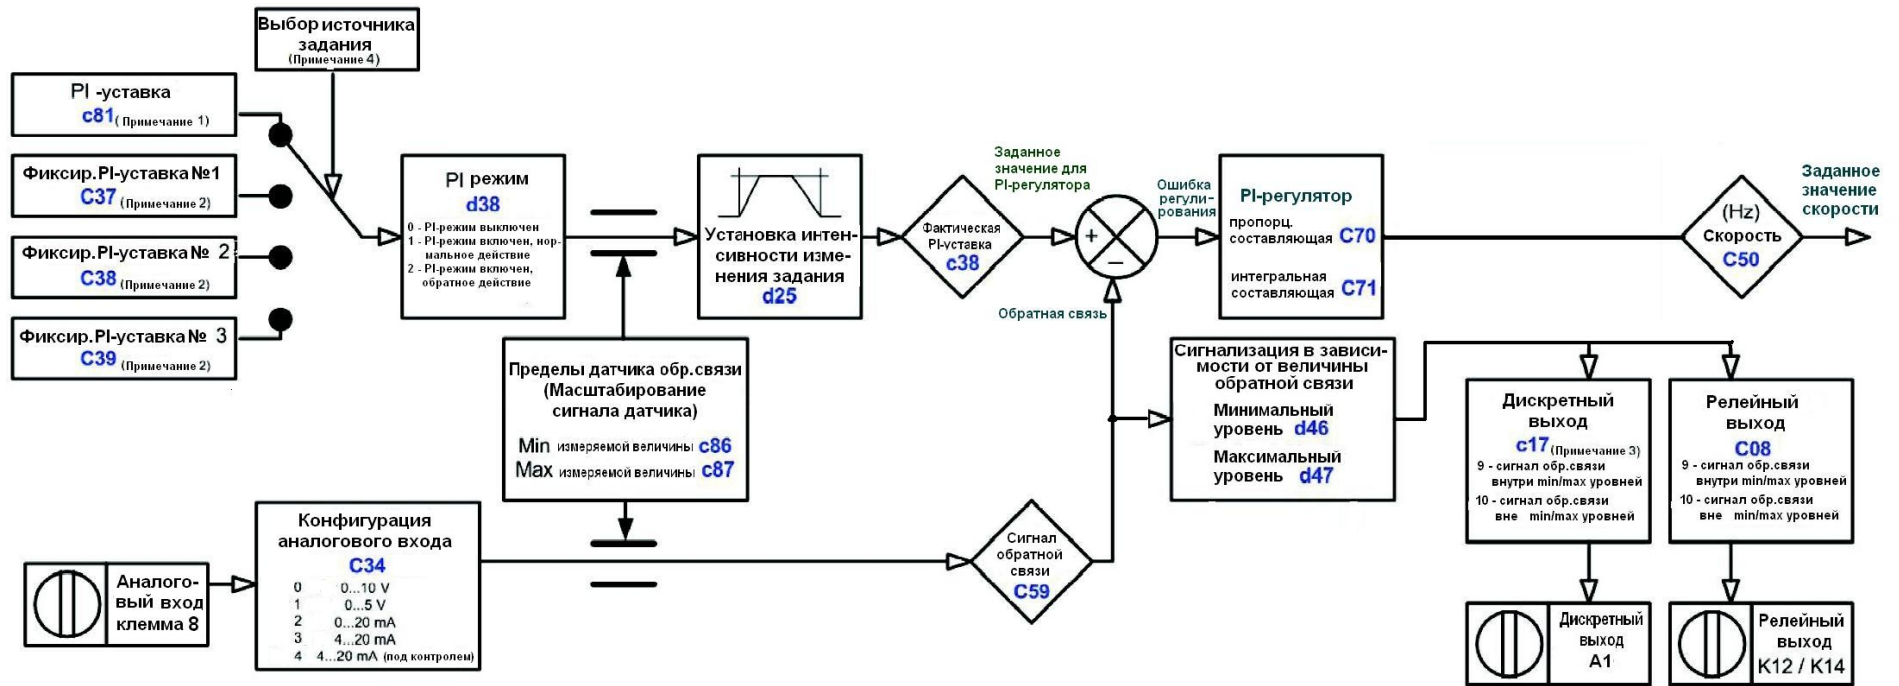 Выбор источника
задания
(Примечание 4)
PI -уставка
c81( Примечание 1)
Фиксир.PI-уставка №1
C37 (Примечание 2)
Фиксир.PI-уставка № 2
C38 (Примечание 2)
Фиксир.PI-уставка № 3
C39 (Примечание 2)
PI режим
d38
0 - PI-режим выключен
1 - PI-режим включен, нор-
мальное действие
2 - PI-режим включен,
обратное действие
Установка интен-
сивности изме-
нения задания
d25
Фактическая
PI-уставка
c38
Заданное
значение для
PI-регулятора
+
−
Обратная связь
Ошибка
регули-
рования
PI-регулятор
пропорц.
составляющая C70
интегральная
составляющая C71
(Hz)
Скорость
C50
Заданное
значение
скорости
Пределы датчика обр.связи
(Масштабирование
сигнала датчика)
Min измеряемой величины c86
Max измеряемой величины c87
Сигнализация в зависи-
мости от величины
обратной связи
Минимальный
уровень d46
Максимальный
уровень d47
Дискретный
выход
c17(Примечание 3)
9 - сигнал обр.связи
внутри min/max уровней
10 - сигнал обр.связи
вне min/max уровней
Релейный
выход
C08
9 - сигнал обр.связи
внутри min/max уровней
10 - сигнал обр.связи
вне min/max уровней
Аналого-
вый вход
клемма 8
Конфигурация
аналогового входа
C34
0 0...10 V
1 0...5 V
2 0...20 mA
3 4...20 mA
4 4...20 mA (под контролем)
Сигнал
обратной
связи
C59
Дискретный
выход
A1
Релейный
выход
K12 / K14